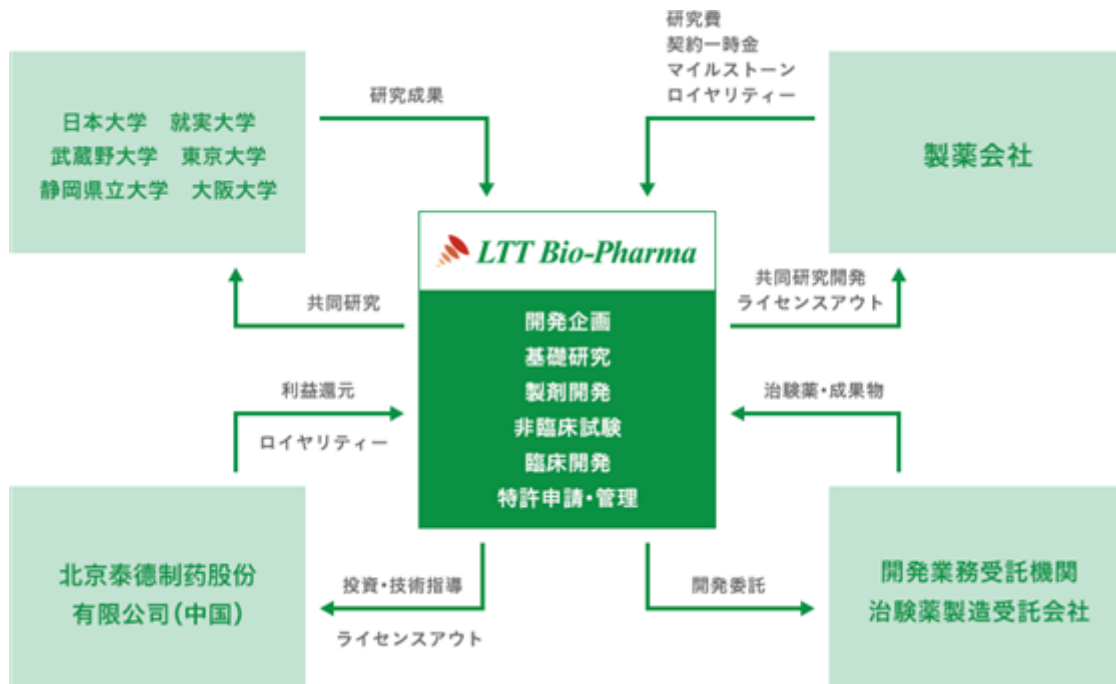 研究費
契約一時金
マイルストーン
ロイヤリティー
研究成果
日本大学　就実大学
武蔵野大学　東京大学
静岡県立大学　大阪大学
製薬会社
LTT Bio-Pharma
共同研究
共同研究開発
ライセンスアウト
開発企画
基礎研究
製剤開発
非臨床試験
臨床開発
特許申請・管理
利益還元
ロイヤリティー
治験薬・成果物
北京泰德制药股份
有限公司(中国)
投資・技術指導
ライセンスアウト
開発委託
開発業務受託機関
治験薬製造受託会社